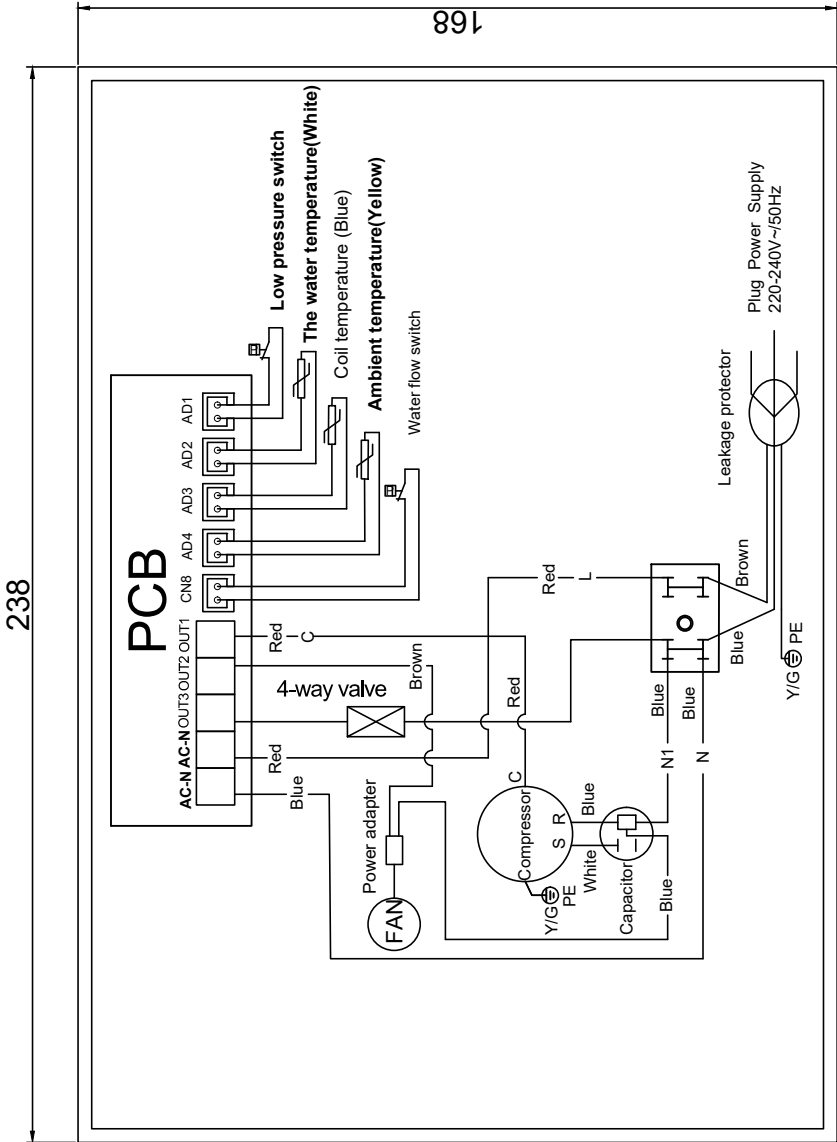 168
238
PCB
AD1
AD2
AD3
AD4
CN8
OUT1
OUT2
OUT3
AC-N
AC-N
Low pressure switch
The water temperature(White)
Coil temperature (Blue)
Ambient temperature(Yellow)
Water flow switch
Red
C
Brown
4-way valve
Red
Blue
Power adapter
FAN
Red
C
Compressor
R
S
Blue
White
Y/G PE
Capacitor
Blue
N1
Blue
N
Blue
Red
L
Brown
Blue
Y/G PE
Leakage protector
Plug Power Supply
220-240V~/50Hz